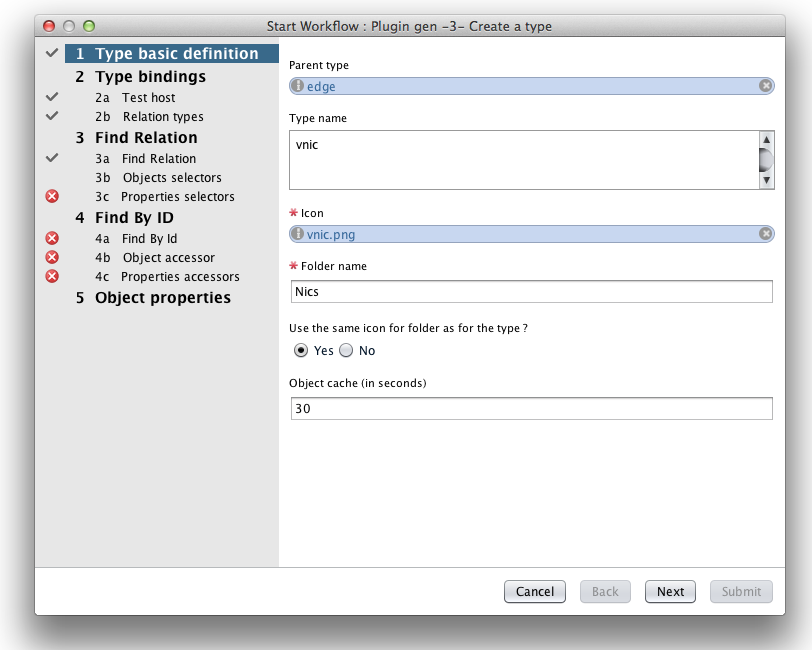 Start Workflow : Plugin gen -3- Create a type
1 Type basic definition
2 Type bindings
2a Test host
2b Relation types
3 Find Relation
3a Find Relation
3b Objects selectors
3c Properties selectors
4 Find By ID
4a Find By Id
4b Object accessor
4c Properties accessors
5 Object properties
Parent type
edge
Type name
vnic
* Icon
vnic.png
* Folder name
Nics
Use the same icon for folder as for the type ?
Yes No
Object cache (in seconds)
30
Cancel Back Next Submit